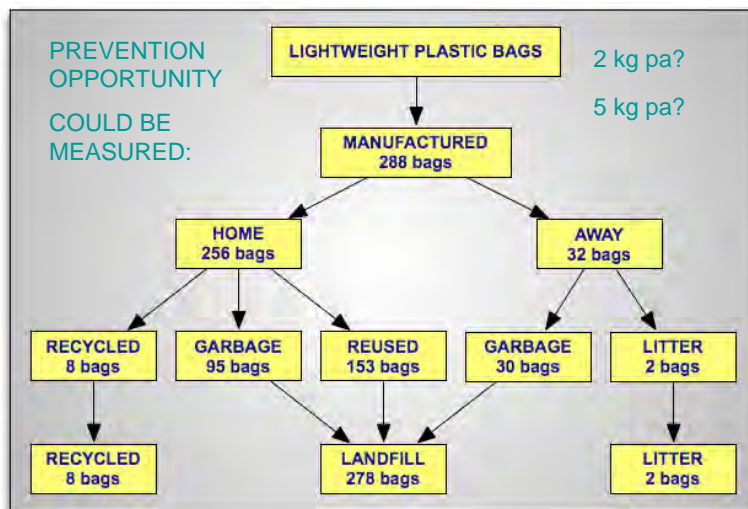 PREVENTION
OPPORTUNITY
COULD BE
MEASURED:
LIGHTWEIGHT PLASTIC BAGS
2 kg pa?
5 kg pa?
MANUFACTURED
288 bags
HOME
256 bags
AWAY
32 bags
RECYCLED
8 bags
GARBAGE
95 bags
REUSED
153 bags
GARBAGE
30 bags
LITTER
2 bags
RECYCLED
8 bags
LANDFILL
278 bags
LITTER
2 bags